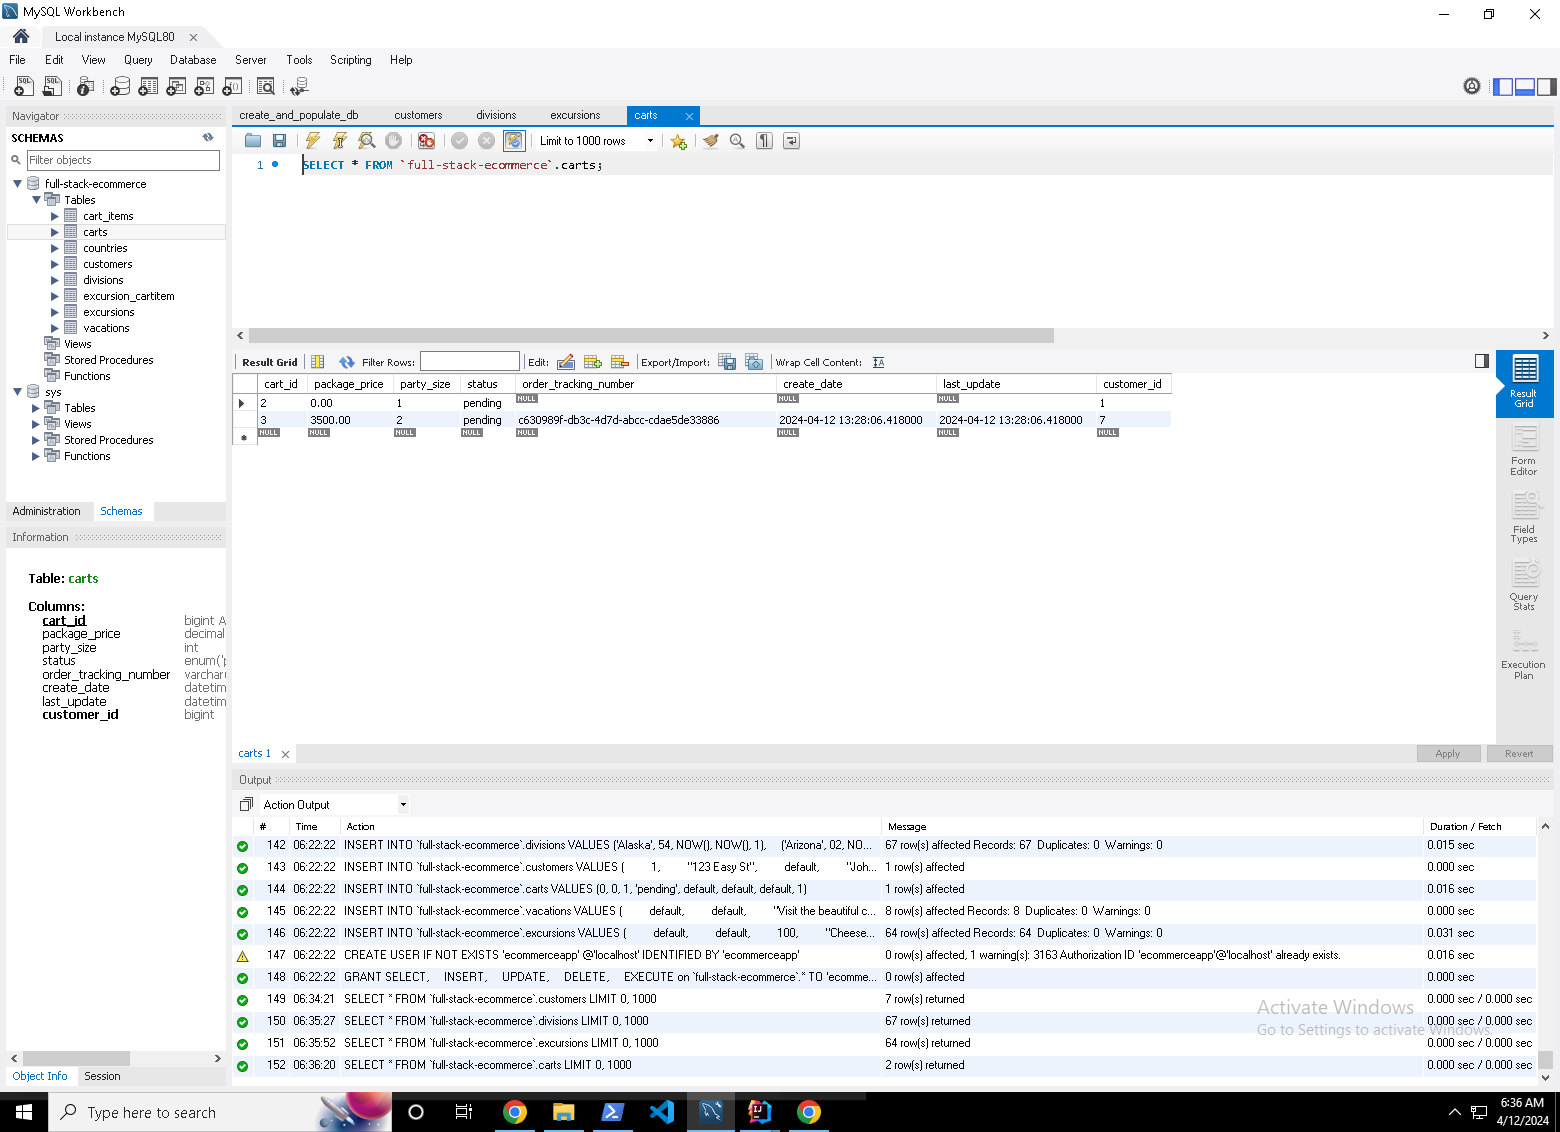 MySQL Workbench
Local instance MySQL80
File Edit View Query Database Server Tools Scripting Help
Navigator
SCHEMAS
Filter objects
full-stack-ecommerce
Tables
cart_items
carts
countries
customers
divisions
excursion_cartitem
excursions
vacations
Views
Stored Procedures
Functions
sys
Tables
Views
Stored Procedures
Functions
Administration Schemas
Information
Table: carts
Columns:
cart_id bigint A
package_price decimal
party_size int
status enum('p
order_tracking_number varchar(
create_date datetim
last_update datetim
customer_id bigint
Object Info Session
create_and_populate_db customers divisions excursions carts
Limit to 1000 rows
1 SELECT * FROM `full-stack-ecommerce`.carts;
Result Grid Filter Rows: Edit: Export/Import: Wrap Cell Content:
cart_id package_price party_size status order_tracking_number create_date last_update customer_id
2 0.00 1 pending NULL NULL NULL 1
3 3500.00 2 pending c630989f-db3c-4d7d-abcc-cdae5de33886 2024-04-12 13:28:06.418000 2024-04-12 13:28:06.418000 7
NULL NULL NULL NULL NULL NULL NULL NULL
Result Grid
Form Editor
Field Types
Query Stats
Execution Plan
carts 1 Apply Revert
Output
Action Output
# Time Action Message Duration / Fetch
142 06:22:22 INSERT INTO `full-stack-ecommerce`.divisions VALUES ('Alaska', 54, NOW(), NOW(), 1), ('Arizona', 02, NO... 67 row(s) affected Records: 67 Duplicates: 0 Warnings: 0 0.015 sec
143 06:22:22 INSERT INTO `full-stack-ecommerce`.customers VALUES ( 1, "123 Easy St", default, "Joh... 1 row(s) affected 0.000 sec
144 06:22:22 INSERT INTO `full-stack-ecommerce`.carts VALUES (0, 0, 1, 'pending', default, default, default, 1) 1 row(s) affected 0.016 sec
145 06:22:22 INSERT INTO `full-stack-ecommerce`.vacations VALUES ( default, default, "Visit the beautiful c... 8 row(s) affected Records: 8 Duplicates: 0 Warnings: 0 0.000 sec
146 06:22:22 INSERT INTO `full-stack-ecommerce`.excursions VALUES ( default, default, 100, "Cheese... 64 row(s) affected Records: 64 Duplicates: 0 Warnings: 0 0.031 sec
147 06:22:22 CREATE USER IF NOT EXISTS 'ecommerceapp'@'localhost' IDENTIFIED BY 'ecommerceapp' 0 row(s) affected, 1 warning(s): 3163 Authorization ID 'ecommerceapp'@'localhost' already exists. 0.016 sec
148 06:22:22 GRANT SELECT, INSERT, UPDATE, DELETE, EXECUTE on `full-stack-ecommerce`.* TO 'ecomme... 0 row(s) affected 0.000 sec
149 06:34:21 SELECT * FROM `full-stack-ecommerce`.customers LIMIT 0, 1000 7 row(s) returned 0.000 sec / 0.000 sec
150 06:35:27 SELECT * FROM `full-stack-ecommerce`.divisions LIMIT 0, 1000 67 row(s) returned 0.000 sec / 0.000 sec
151 06:35:52 SELECT * FROM `full-stack-ecommerce`.excursions LIMIT 0, 1000 64 row(s) returned 0.000 sec / 0.000 sec
152 06:36:20 SELECT * FROM `full-stack-ecommerce`.carts LIMIT 0, 1000 2 row(s) returned 0.000 sec / 0.000 sec
Activate Windows
Go to Settings to activate Windows.
Type here to search
6:36 AM
4/12/2024